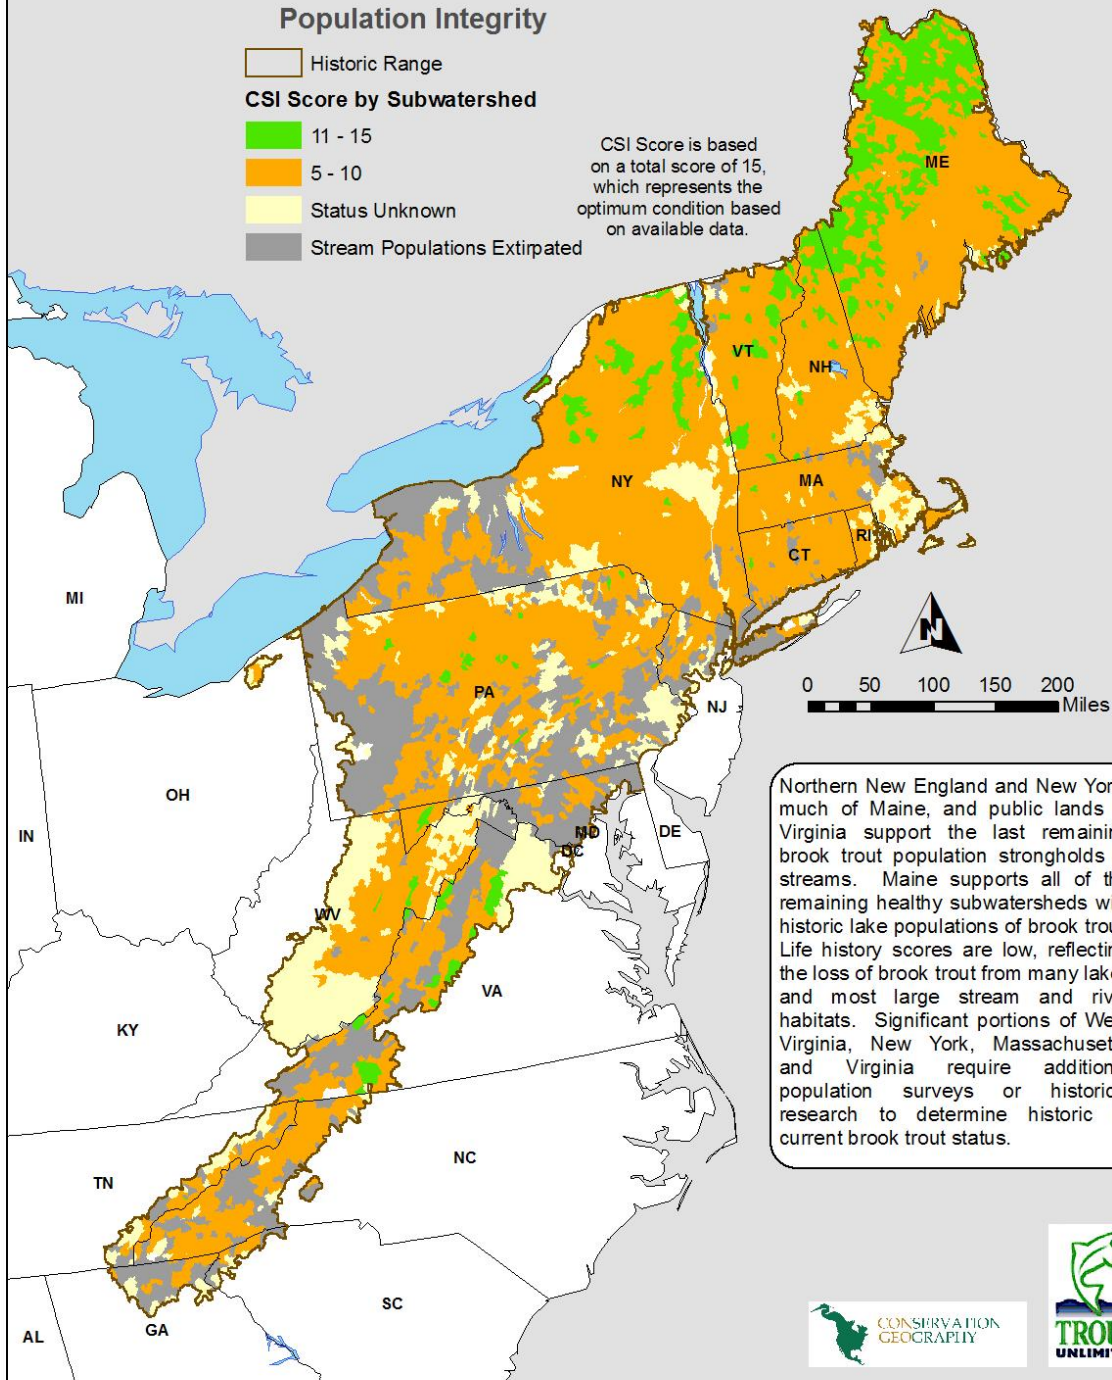 Population Integrity
Historic Range
CSI Score by Subwatershed
11 - 15
5 - 10
Status Unknown
Stream Populations Extirpated
CSI Score is based
on a total score of 15,
which represents the
optimum condition based
on available data.
ME
VT
NH
NY
MA
CT
RI
MI
PA
NJ
OH
IN
MD
DE
DC
WV
VA
KY
NC
TN
SC
GA
AL
N
0 50 100 150 200
Miles
Northern New England and New Yor
much of Maine, and public lands
Virginia support the last remainin
brook trout population strongholds
streams. Maine supports all of th
remaining healthy subwatersheds wi
historic lake populations of brook trou
Life history scores are low, reflectin
the loss of brook trout from many lake
and most large stream and riv
habitats. Significant portions of We
Virginia, New York, Massachuset
and Virginia require addition
population surveys or historic
research to determine historic
current brook trout status.
CONSERVATION
GEOGRAPHY
TROU
UNLIMIT